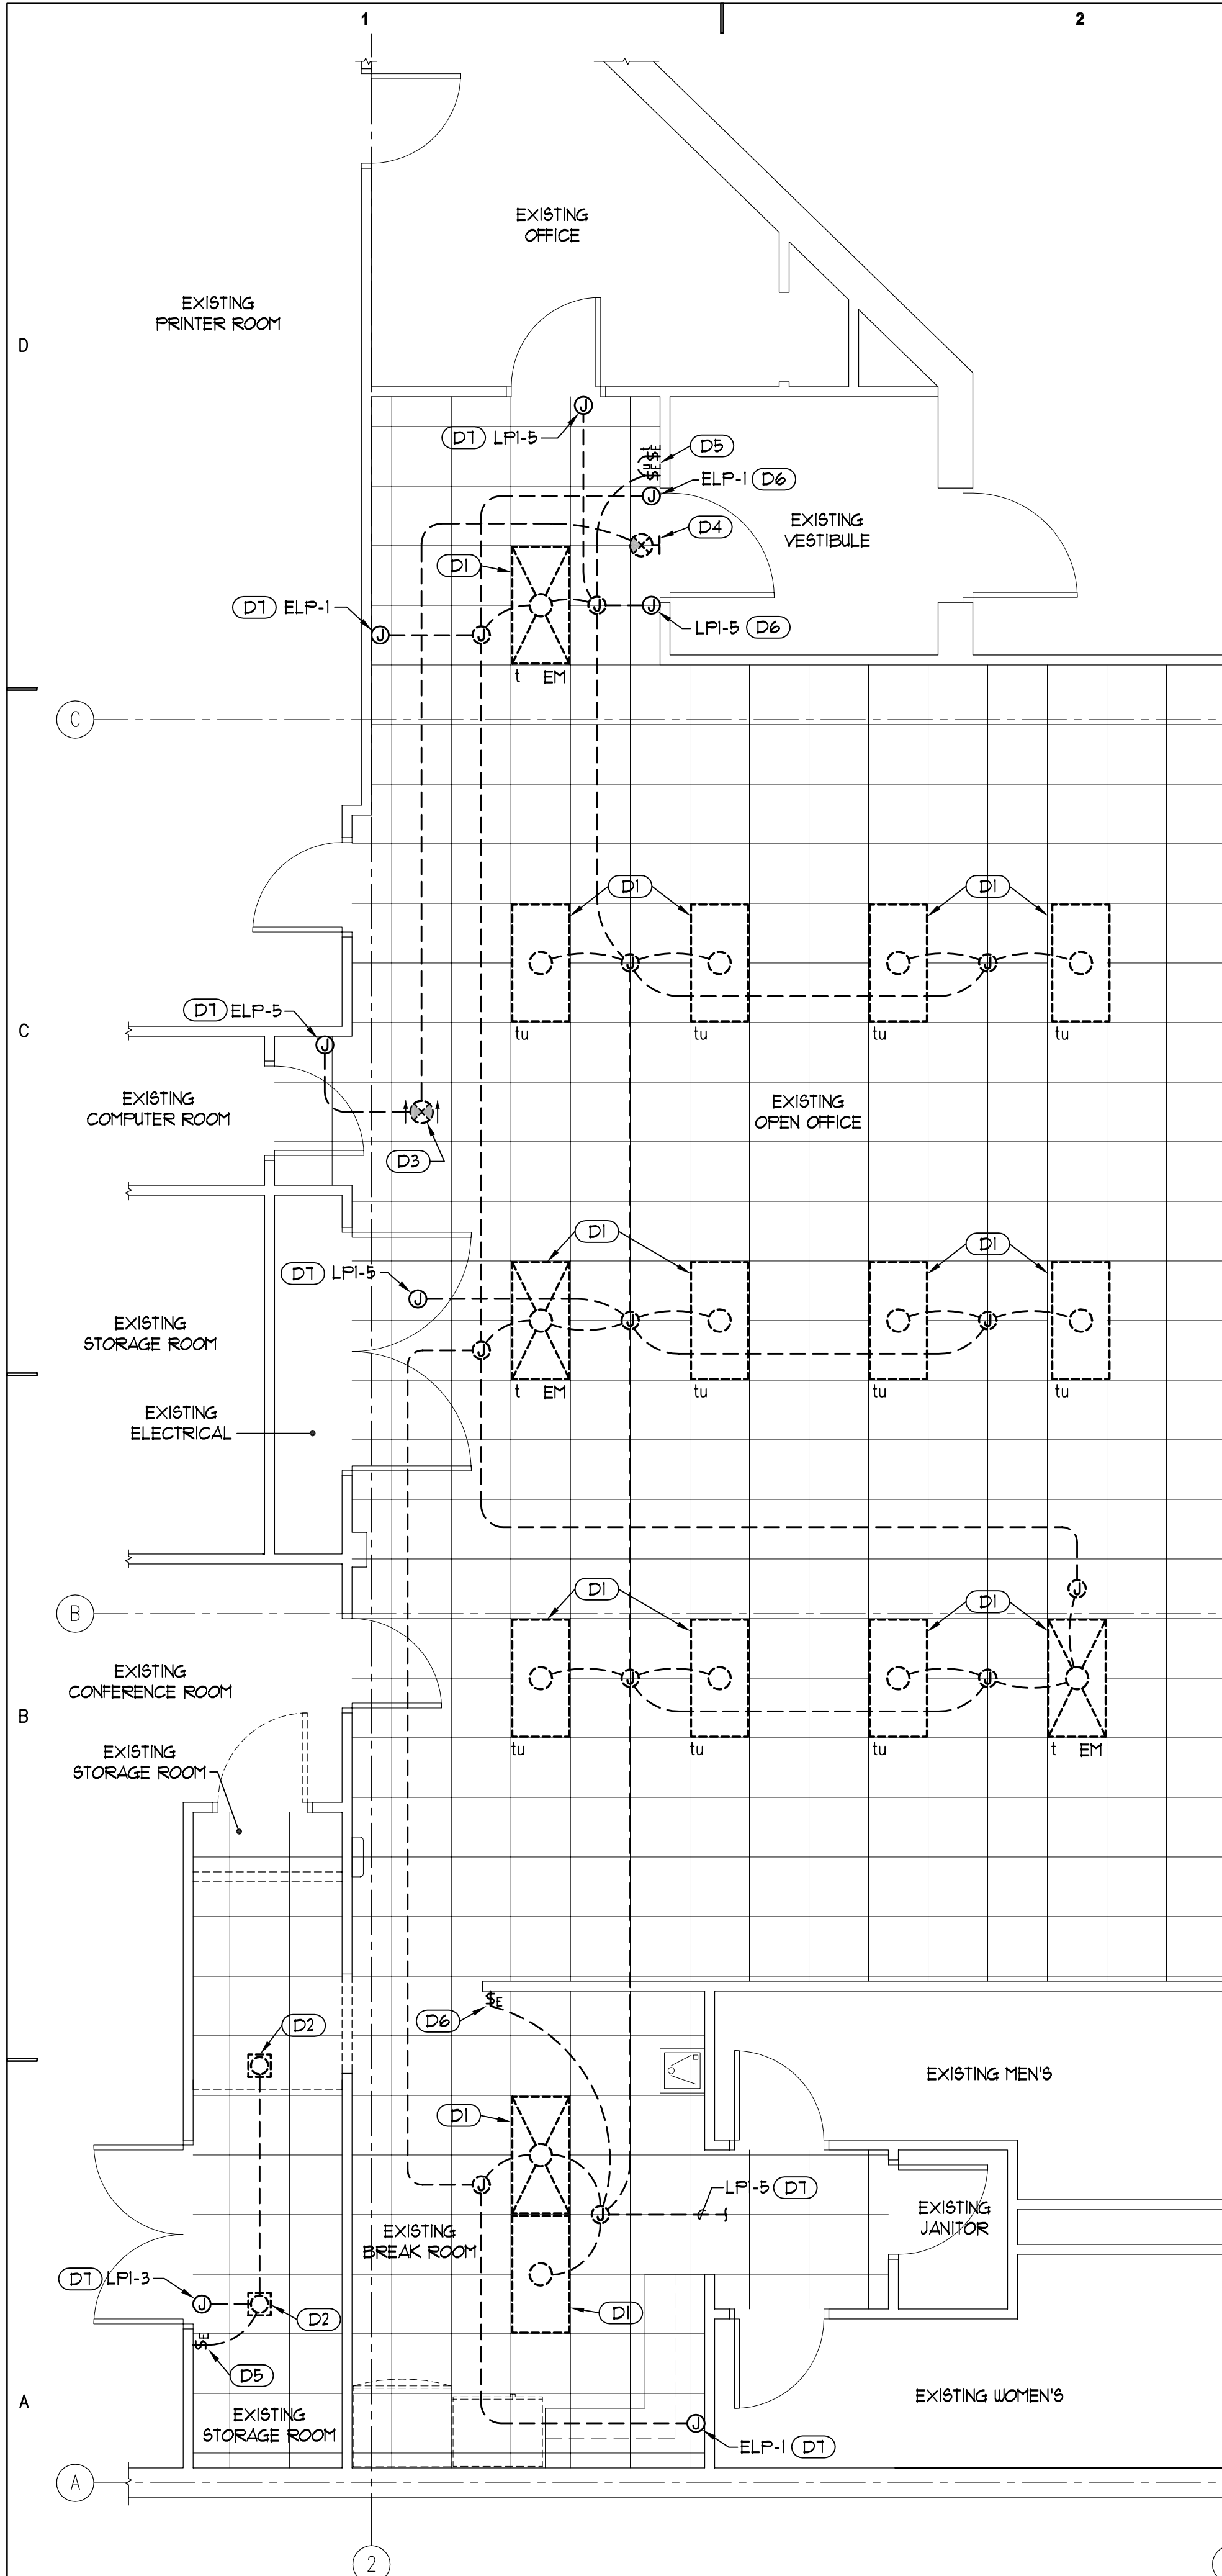 1
2
EXISTING
OFFICE
EXISTING
PRINTER ROOM
D
J
D7 LP1-5
D5
$E $E
u t
ELP-1 D6
J
EXISTING
VESTIBULE
D4
D1
D7 ELP-1
J
J
J
J
LP1-5 D6
t EM
C
D1
D1
J
J
tu
tu
tu
tu
D7 ELP-5
J
C
EXISTING
COMPUTER ROOM
EXISTING
OPEN OFFICE
D3
D1
D1
D7 LP1-5
J
J
J
J
EXISTING
STORAGE ROOM
t EM
tu
tu
tu
EXISTING
ELECTRICAL
J
D1
D1
B
J
J
EXISTING
CONFERENCE ROOM
B
tu
tu
tu
t EM
EXISTING
STORAGE ROOM
$E
D6
D2
EXISTING MEN'S
D1
J
J
LP1-5 D7
EXISTING
BREAK ROOM
EXISTING
JANITOR
D7 LP1-3
J
D2
D1
$E
D5
A
EXISTING WOMEN'S
EXISTING
STORAGE ROOM
J
ELP-1 D7
A
2